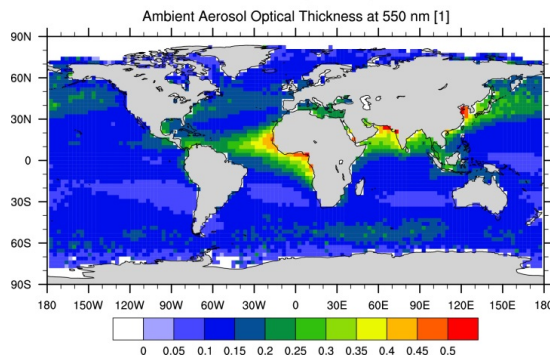 Ambient Aerosol Optical Thickness at 550 nm [1]
90N
60N
30N
0
30S
60S
90S
180 150W 120W 90W 60W 30W 0 30E 60E 90E 120E 150E 180
0 0.05 0.1 0.15 0.2 0.25 0.3 0.35 0.4 0.45 0.5